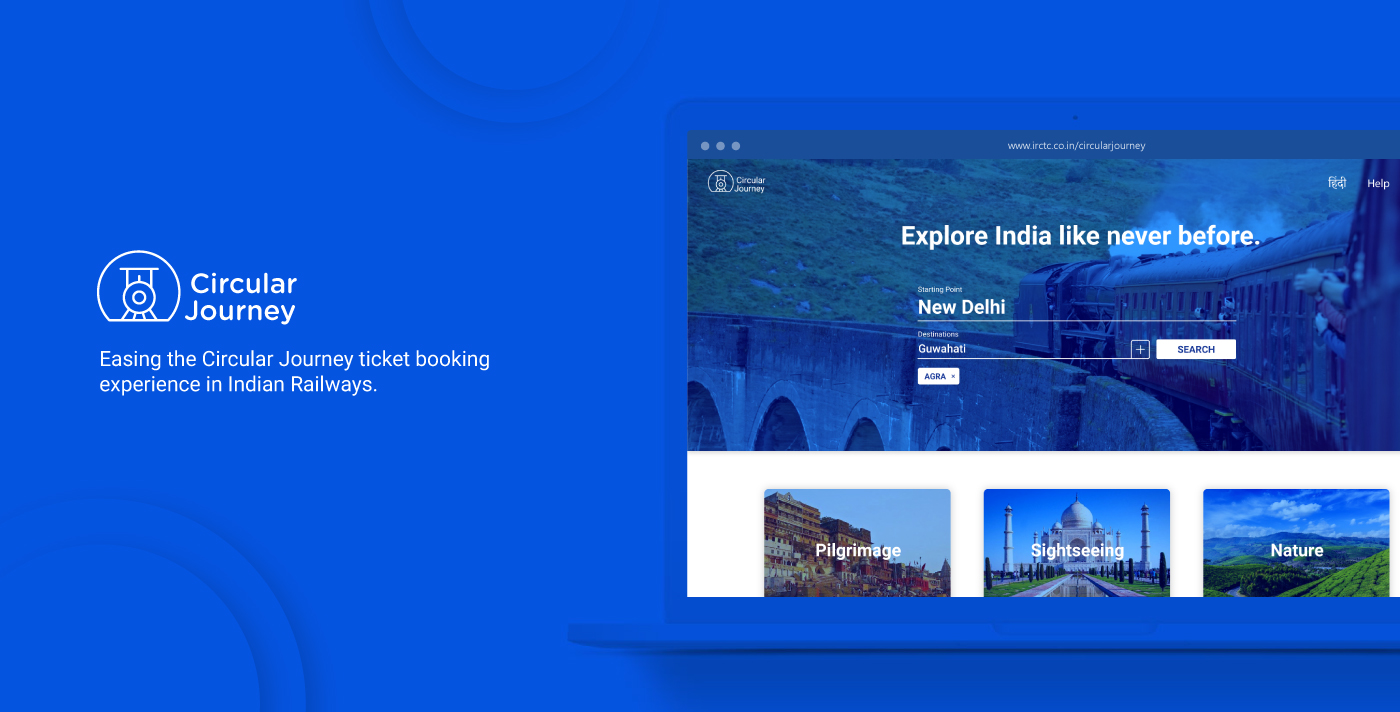 Circular
Journey
Easing the Circular Journey ticket booking
experience in Indian Railways.
www.irctc.co.in/circularjourney
Circular
Journey
हिंदी
Help
Explore India like never before.
Starting Point
New Delhi
Destinations
Guwahati
+
SEARCH
AGRA ×
Pilgrimage
Sightseeing
Nature